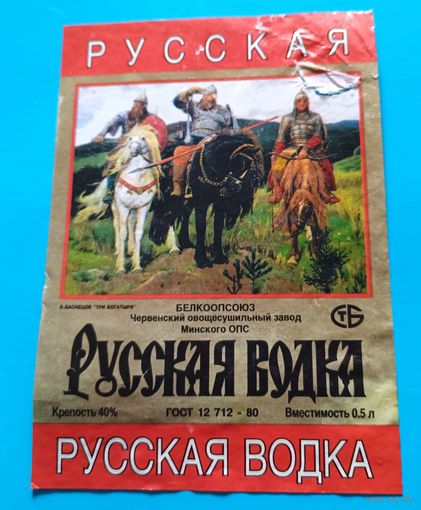 РУССКАЯ
В.ВАСНЕЦОВ "ТРИ БОГАТЫРЯ"
БЕЛКООПСОЮЗ
Червенский овощесушильный завод
Минского ОПС
СТБ
РУССКАЯ ВОДКА
Крепость 40% ГОСТ 12 712 - 80 Вместимость 0.5 л
РУССКАЯ ВОДКА